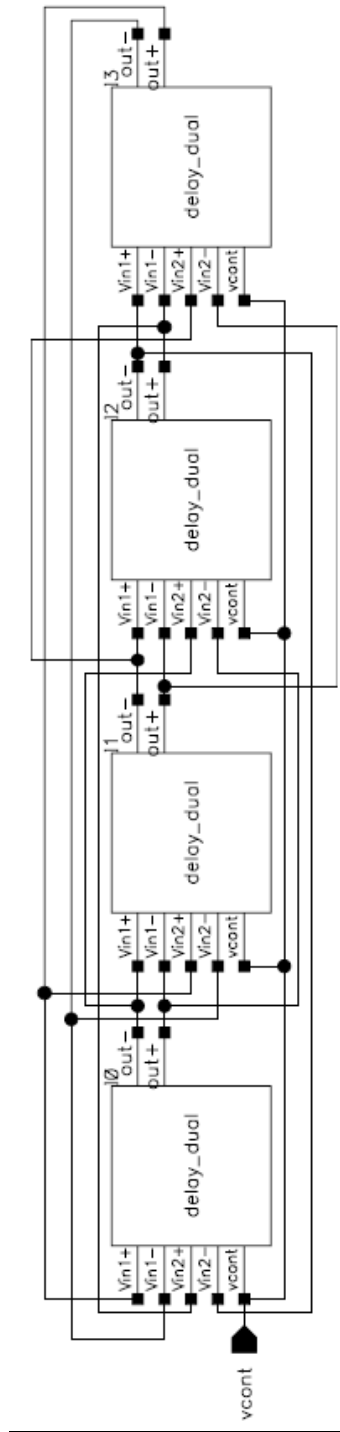 I3
out-
out+
delay_dual
Vin1+
Vin1-
Vin2+
Vin2-
vcont
I2
out-
out+
delay_dual
Vin1+
Vin1-
Vin2+
Vin2-
vcont
I1
out-
out+
delay_dual
Vin1+
Vin1-
Vin2+
Vin2-
vcont
I0
out-
out+
delay_dual
Vin1+
Vin1-
Vin2+
Vin2-
vcont
vcont